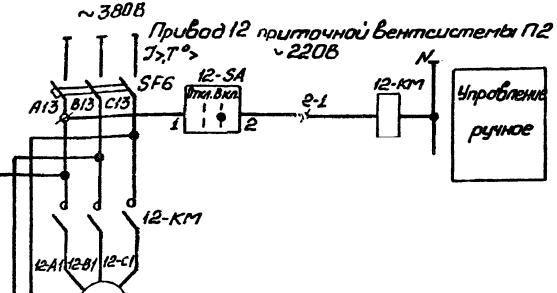 ~380В
Привод 12 приточной вентсистемы П2
I>,T°>
~220В
N
SF6
12-SA
12-КМ
Откл. Вкл.
A13 B13 C13
1 2
2-1
Управление
ручное
12-КМ
12-A1 12-B1 12-C1